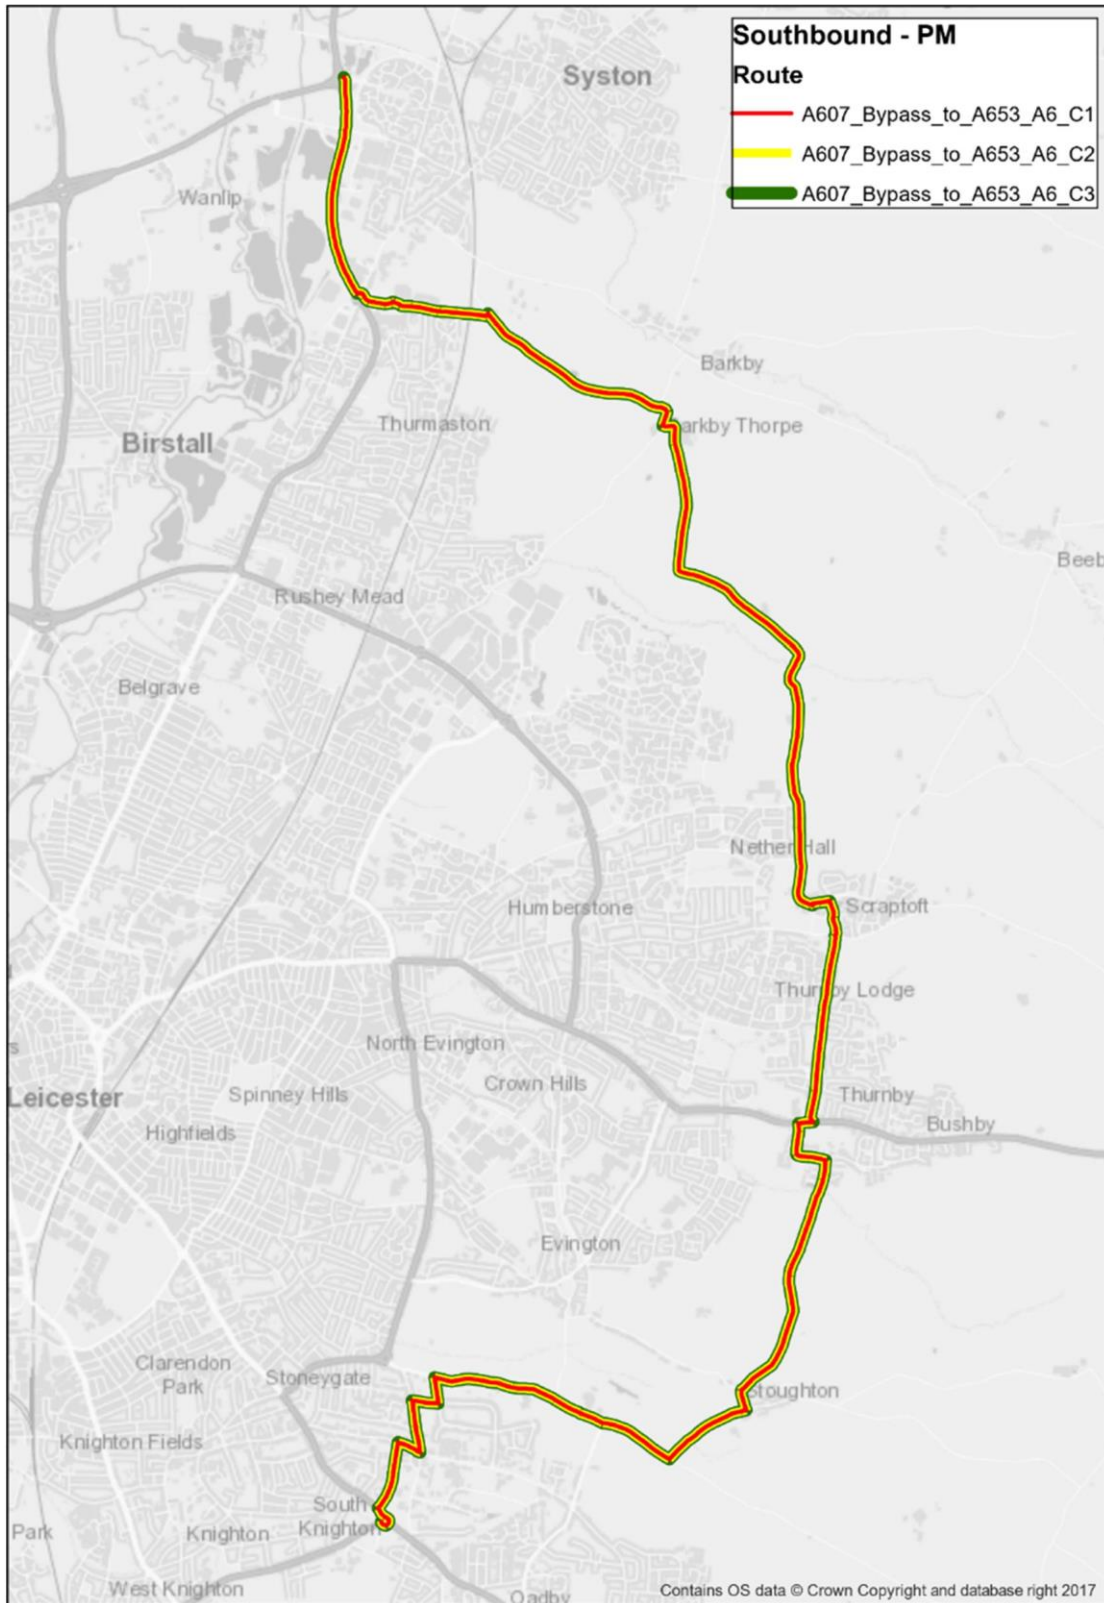 Southbound - PM
Route
A607_Bypass_to_A653_A6_C1
A607_Bypass_to_A653_A6_C2
A607_Bypass_to_A653_A6_C3
Syston
Wanlip
Barkby
Thurmaston
arkby Thorpe
Birstall
Beeb
Rushey Mead
Belgrave
Nether Hall
Humberstone
Scraptoft
Thurnby Lodge
s
North Evington
Crown Hills
Leicester
Spinney Hills
Thurnby
Highfields
Bushby
Evington
Clarendon
Park
Stoneygate
Stoughton
Knighton Fields
South
Knighton
Park
Knighton
West Knighton
Oadby
Contains OS data © Crown Copyright and database right 2017